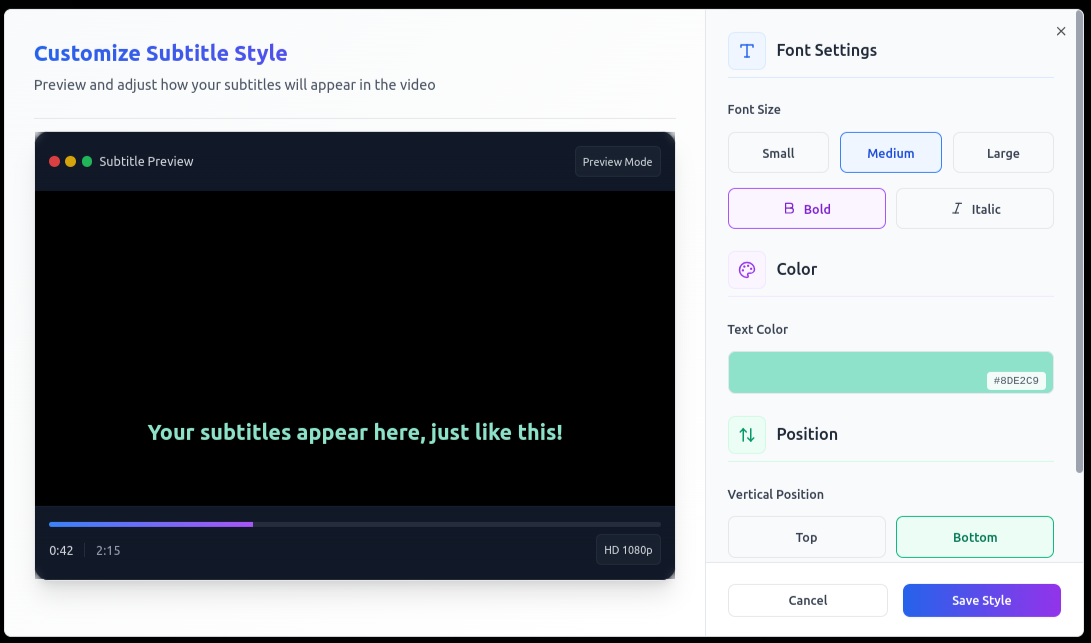 Customize Subtitle Style
Preview and adjust how your subtitles will appear in the video
Subtitle Preview
Preview Mode
Your subtitles appear here, just like this!
0:42 2:15
HD 1080p
Font Settings
Font Size
Small Medium Large
B Bold I Italic
Color
Text Color
#8DE2C9
Position
Vertical Position
Top Bottom
Cancel Save Style